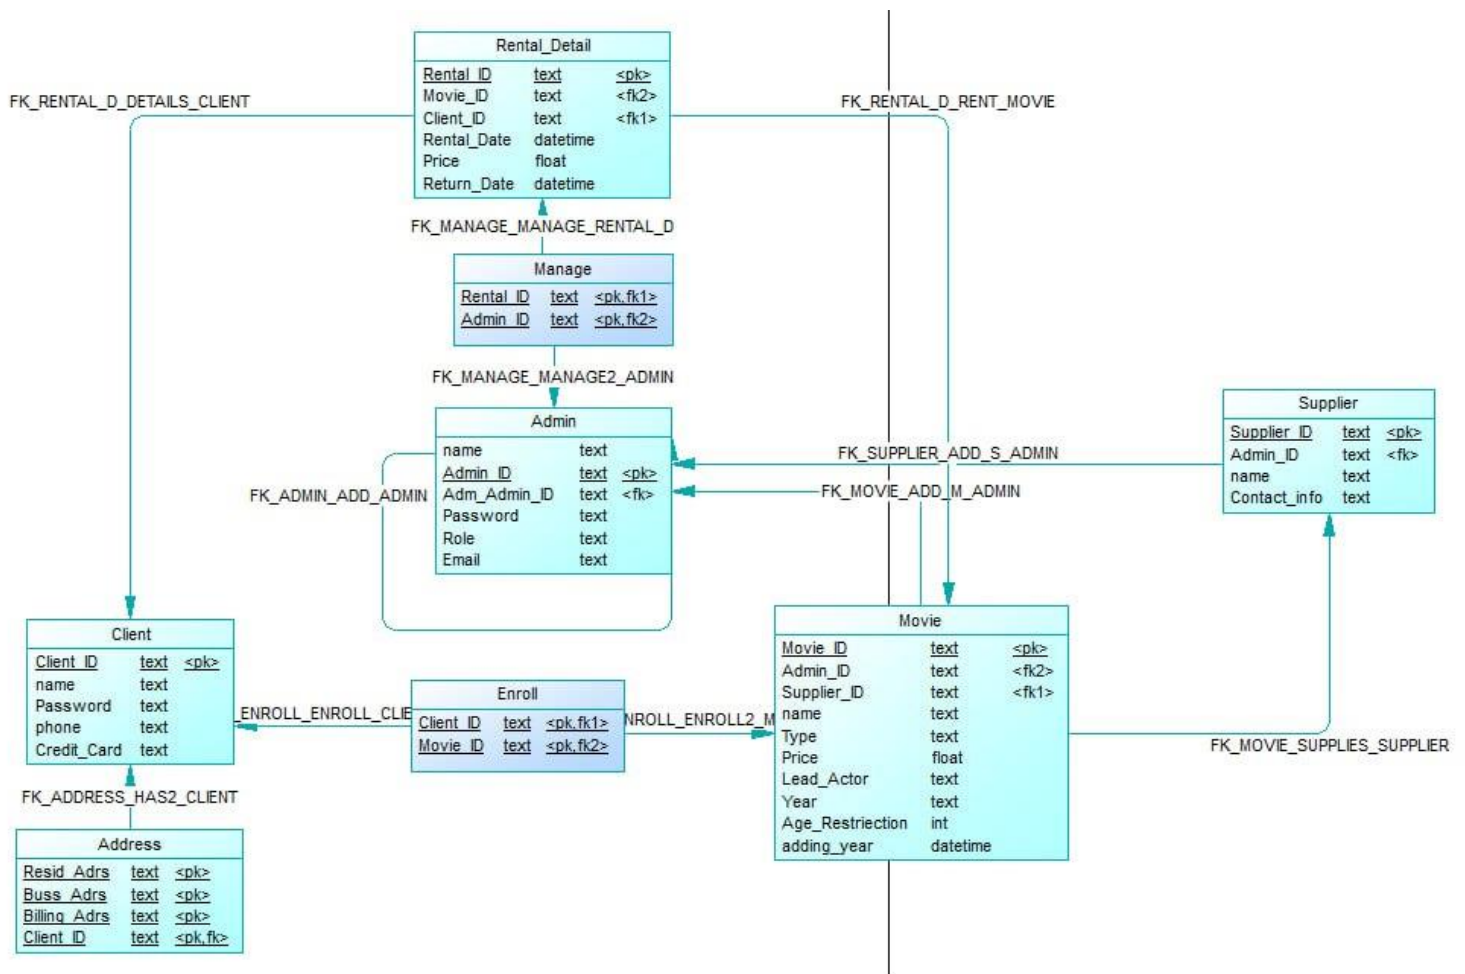 Rental_Detail
Rental_ID text <pk>
Movie_ID text <fk2>
Client_ID text <fk1>
Rental_Date datetime
Price float
Return_Date datetime
FK_RENTAL_D_DETAILS_CLIENT
FK_RENTAL_D_RENT_MOVIE
FK_MANAGE_MANAGE_RENTAL_D
Manage
Rental_ID text <pk,fk1>
Admin_ID text <pk,fk2>
FK_MANAGE_MANAGE2_ADMIN
Admin
name text
Admin_ID text <pk>
Adm_Admin_ID text <fk>
Password text
Role text
Email text
FK_ADMIN_ADD_ADMIN
FK_SUPPLIER_ADD_S_ADMIN
FK_MOVIE_ADD_M_ADMIN
Supplier
Supplier_ID text <pk>
Admin_ID text <fk>
name text
Contact_info text
Client
Client_ID text <pk>
name text
Password text
phone text
Credit_Card text
_ENROLL_ENROLL_CLIE
Enroll
Client_ID text <pk,fk1>
Movie_ID text <pk,fk2>
NROLL_ENROLL2_M
Movie
Movie_ID text <pk>
Admin_ID text <fk2>
Supplier_ID text <fk1>
name text
Type text
Price float
Lead_Actor text
Year text
Age_Restriection int
adding_year datetime
FK_MOVIE_SUPPLIES_SUPPLIER
FK_ADDRESS_HAS2_CLIENT
Address
Resid_Adrs text <pk>
Buss_Adrs text <pk>
Billing_Adrs text <pk>
Client_ID text <pk,fk>